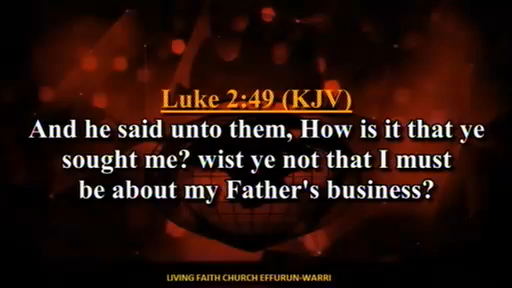 Luke 2:49 (KJV)
And he said unto them, How is it that ye
sought me? wist ye not that I must
be about my Father's business?
LIVING FAITH CHURCH EFFURUN-WARRI